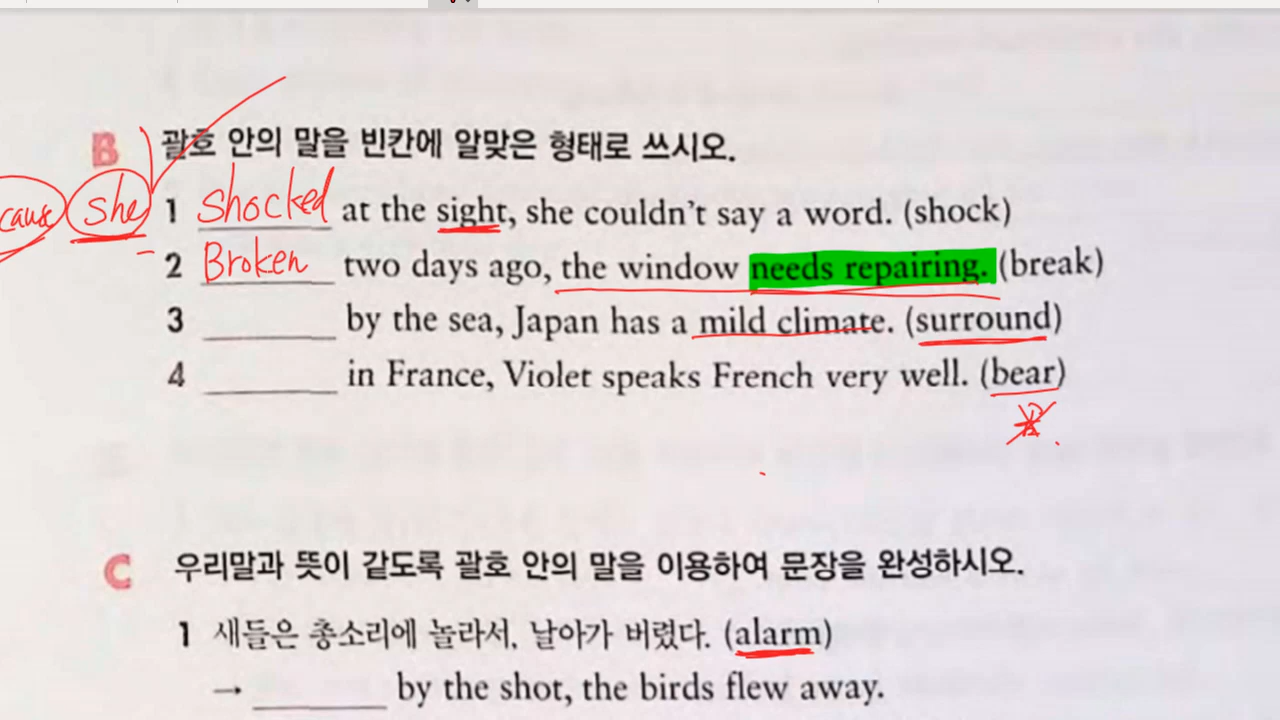 B 괄호 안의 말을 빈칸에 알맞은 형태로 쓰시오.
cause she 1 Shocked at the sight, she couldn't say a word. (shock)
2 Broken two days ago, the window needs repairing. (break)
3 by the sea, Japan has a mild climate. (surround)
4 in France, Violet speaks French very well. (bear)
C 우리말과 뜻이 같도록 괄호 안의 말을 이용하여 문장을 완성하시오.
1 새들은 총소리에 놀라서, 날아가 버렸다. (alarm)
→ by the shot, the birds flew away.